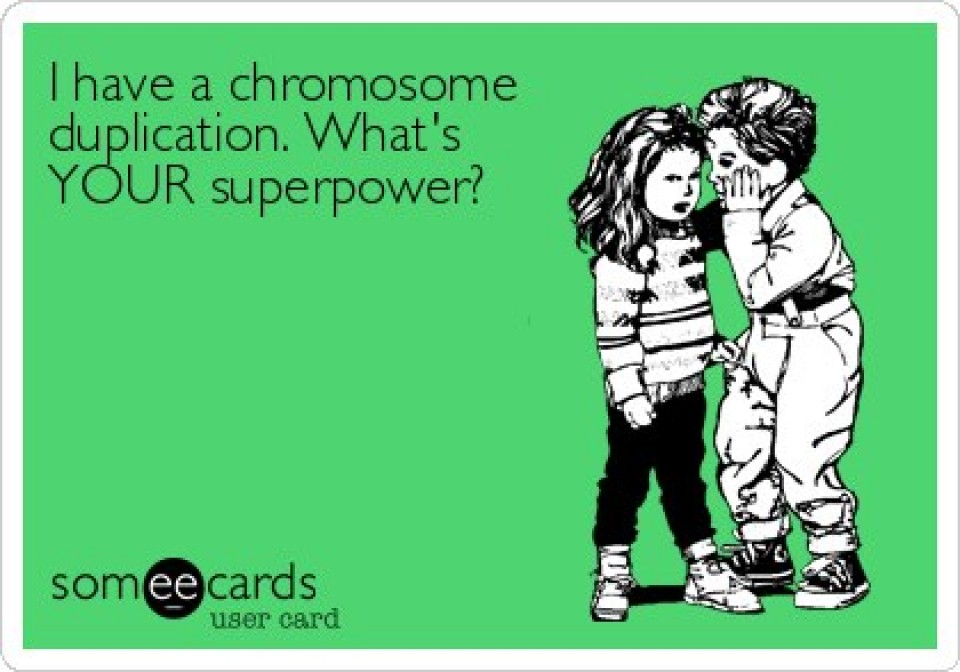 I have a chromosome
duplication. What's
YOUR superpower?
someecards
user card